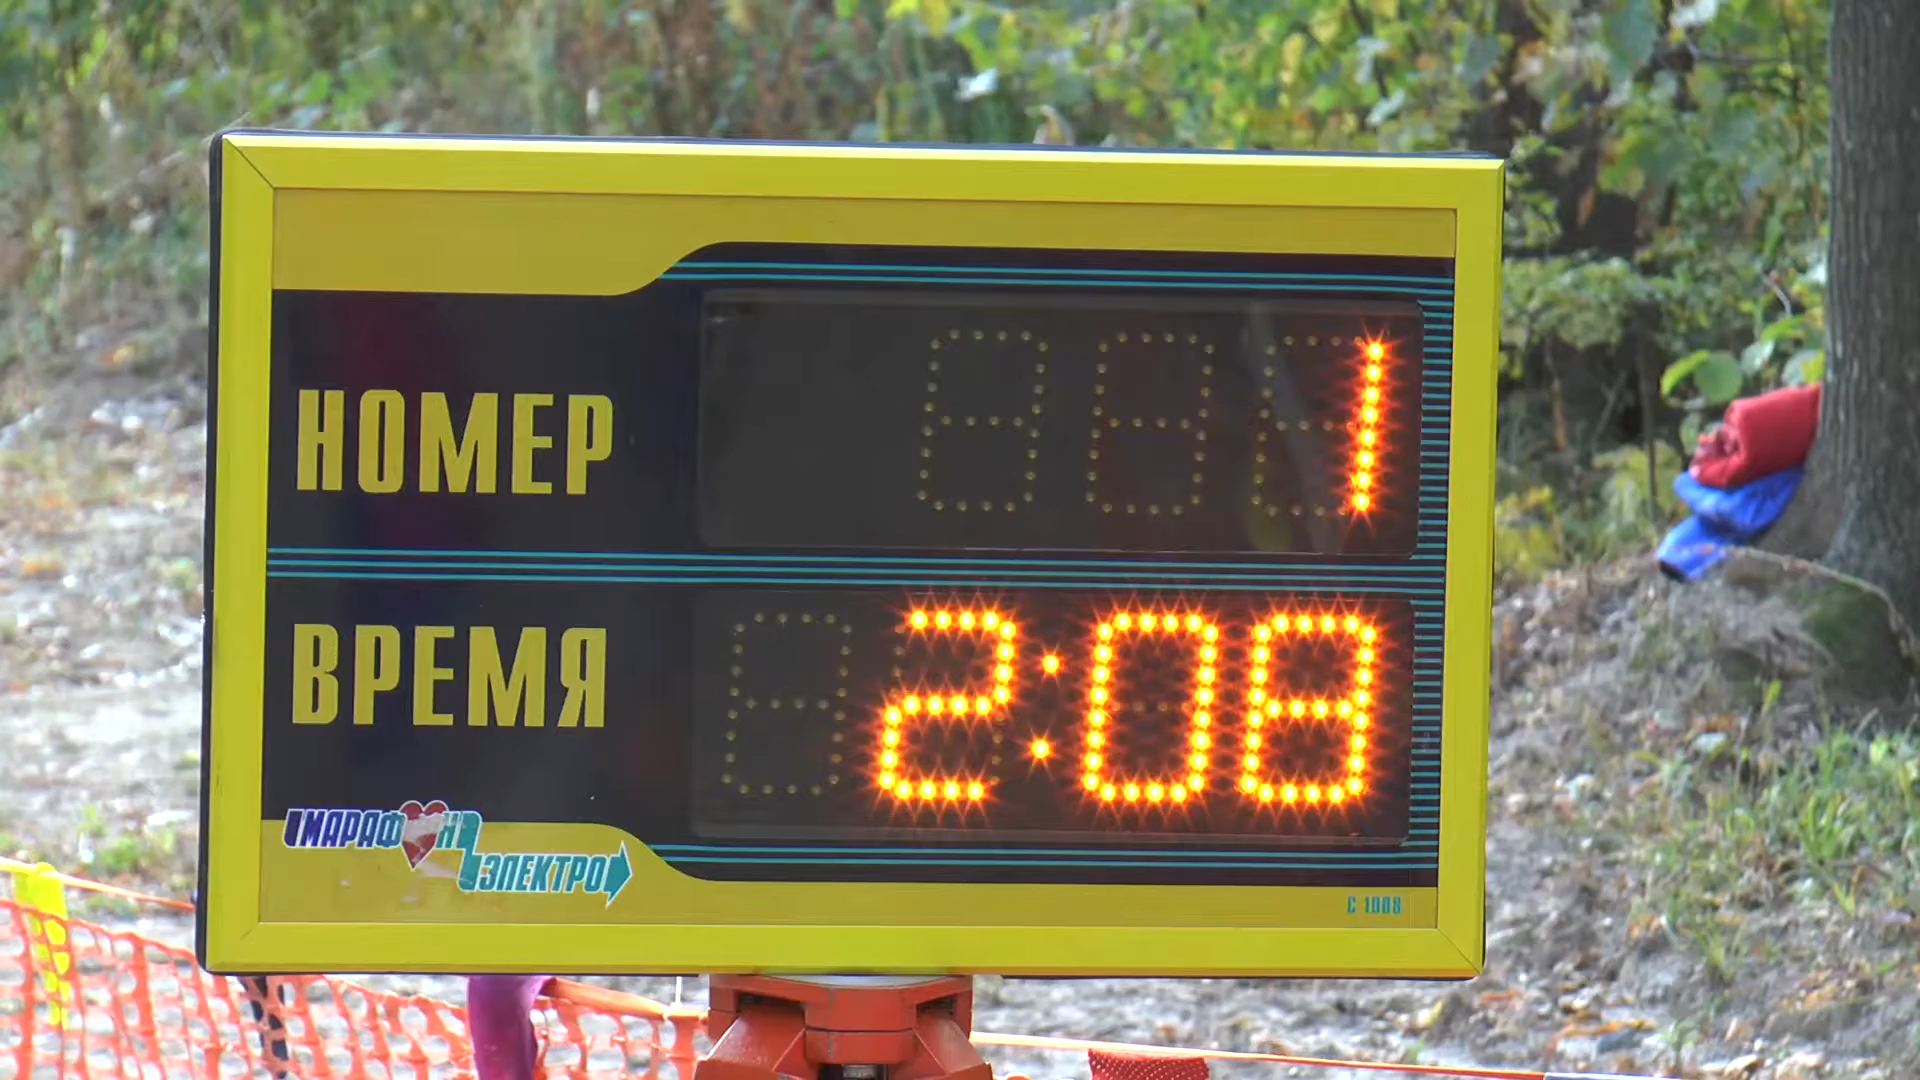 НОМЕР 1
ВРЕМЯ 2:08
МАРАФОН
ЭЛЕКТРО
С 1008